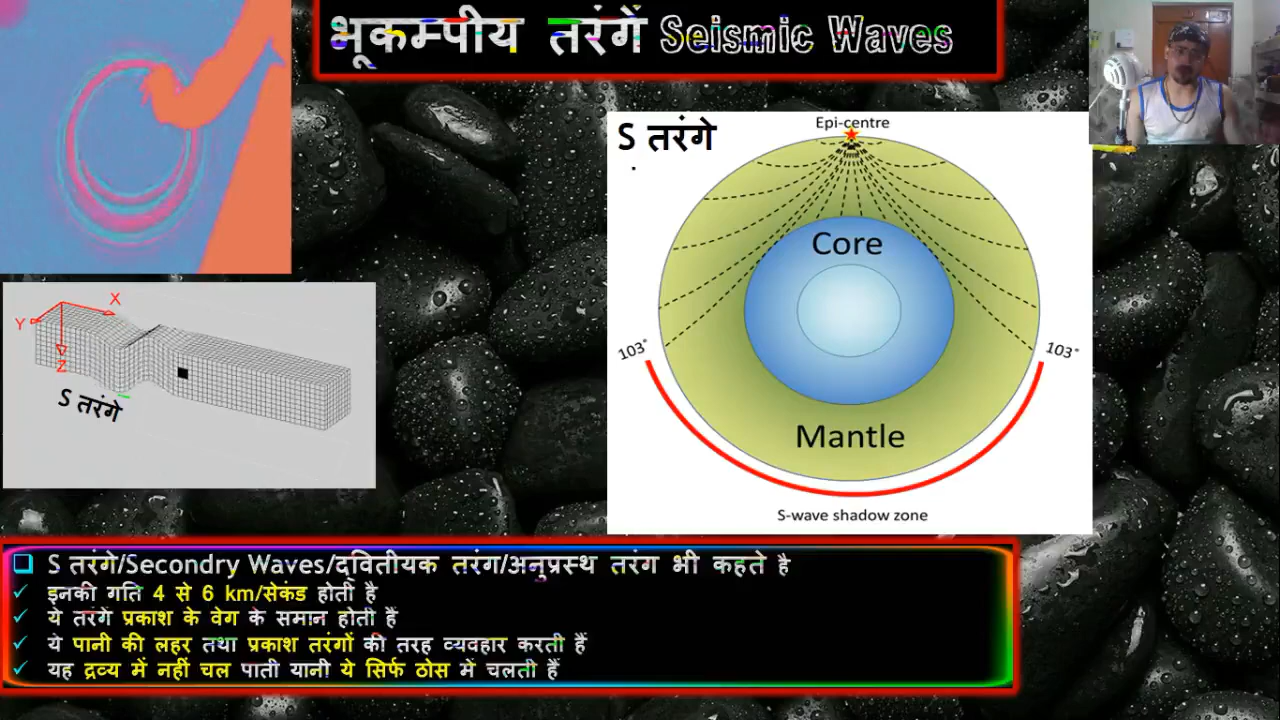 भूकम्पीय तरंगें Seismic Waves
S तरंगे
Epi-centre
Core
103°
103°
Mantle
S-wave shadow zone
X
Y
Z
S तरंगे
S तरंगे/Secondry Waves/द्वितीयक तरंग/अनुप्रस्थ तरंग भी कहते है
इनकी गति 4 से 6 km/सेकंड होती है
ये तरंगें प्रकाश के वेग के समान होती हैं
ये पानी की लहर तथा प्रकाश तरंगों की तरह व्यवहार करती हैं
यह द्रव्य में नहीं चल पाती यानी ये सिर्फ ठोस में चलती हैं